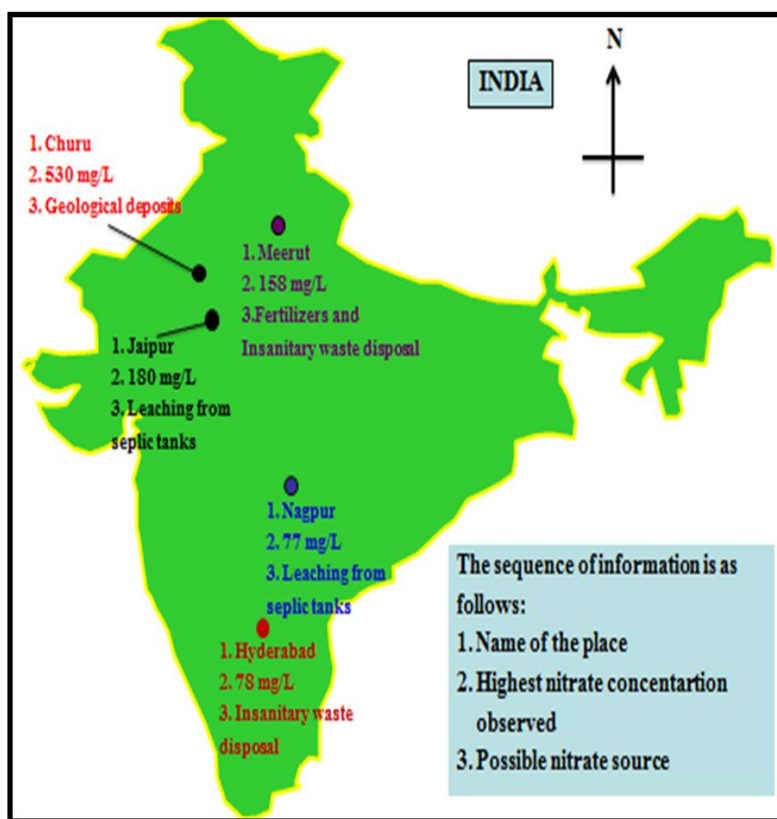 N
INDIA
1. Churu
2. 530 mg/L
3. Geological deposits
1. Meerut
2. 158 mg/L
3.Fertilizers and
Insanitary waste disposal
1. Jaipur
2. 180 mg/L
3. Leaching from
seplic tanks
1. Nagpur
2. 77 mg/L
3. Leaching from
seplic tanks
1. Hyderabad
2. 78 mg/L
3. Insanitary waste
disposal
The sequence of information is as
follows:
1. Name of the place
2. Highest nitrate concentartion
observed
3. Possible nitrate source